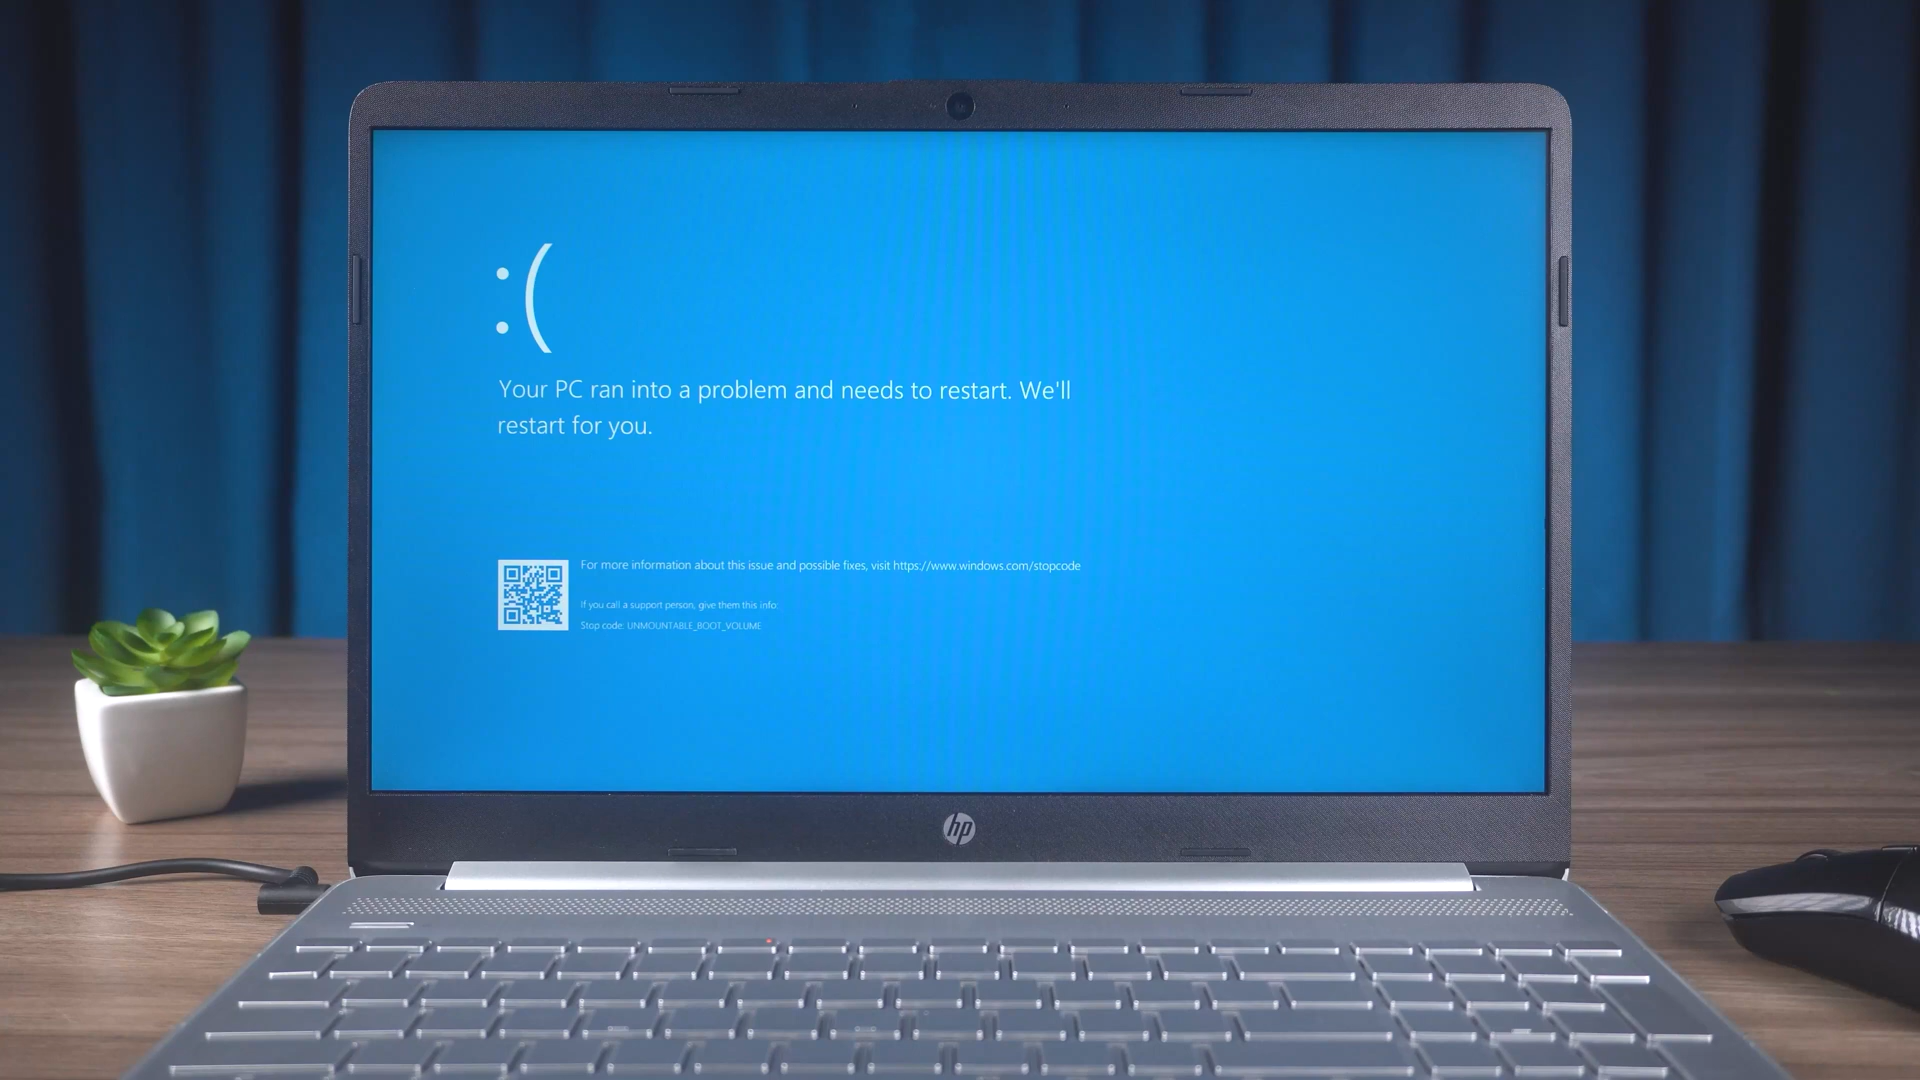 :(
Your PC ran into a problem and needs to restart. We'll
restart for you.
For more information about this issue and possible fixes, visit https://www.windows.com/stopcode
If you call a support person, give them this info:
Stop code: UNMOUNTABLE_BOOT_VOLUME
hp